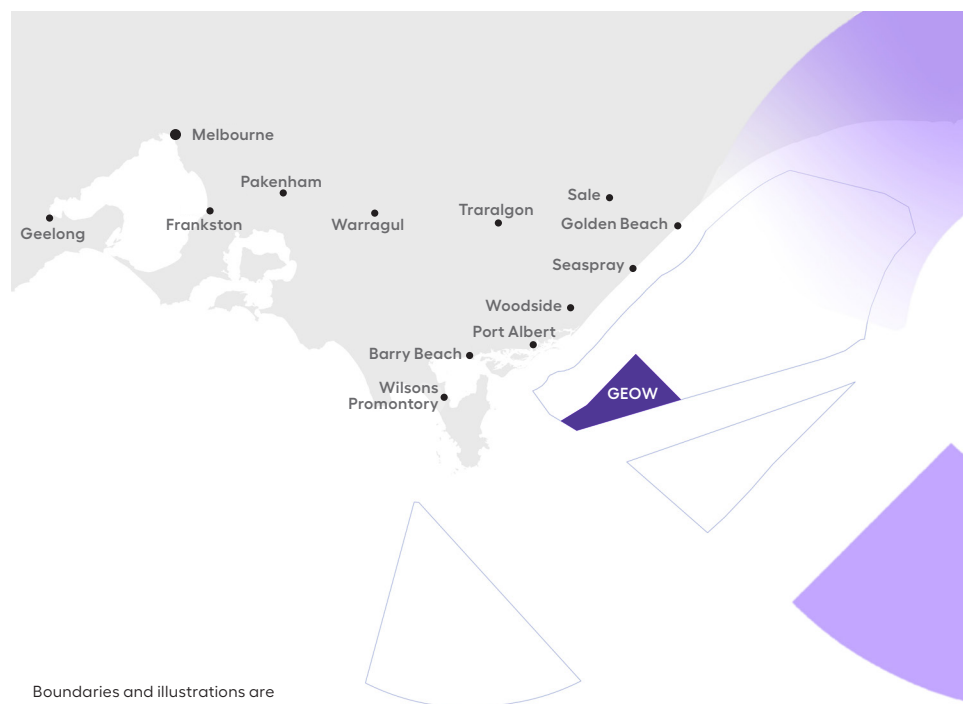 Melbourne
Pakenham
Geelong
Frankston
Warragul
Traralgon
Sale
Golden Beach
Seaspray
Woodside
Port Albert
Barry Beach
Wilsons
Promontory
GEOW
Boundaries and illustrations are